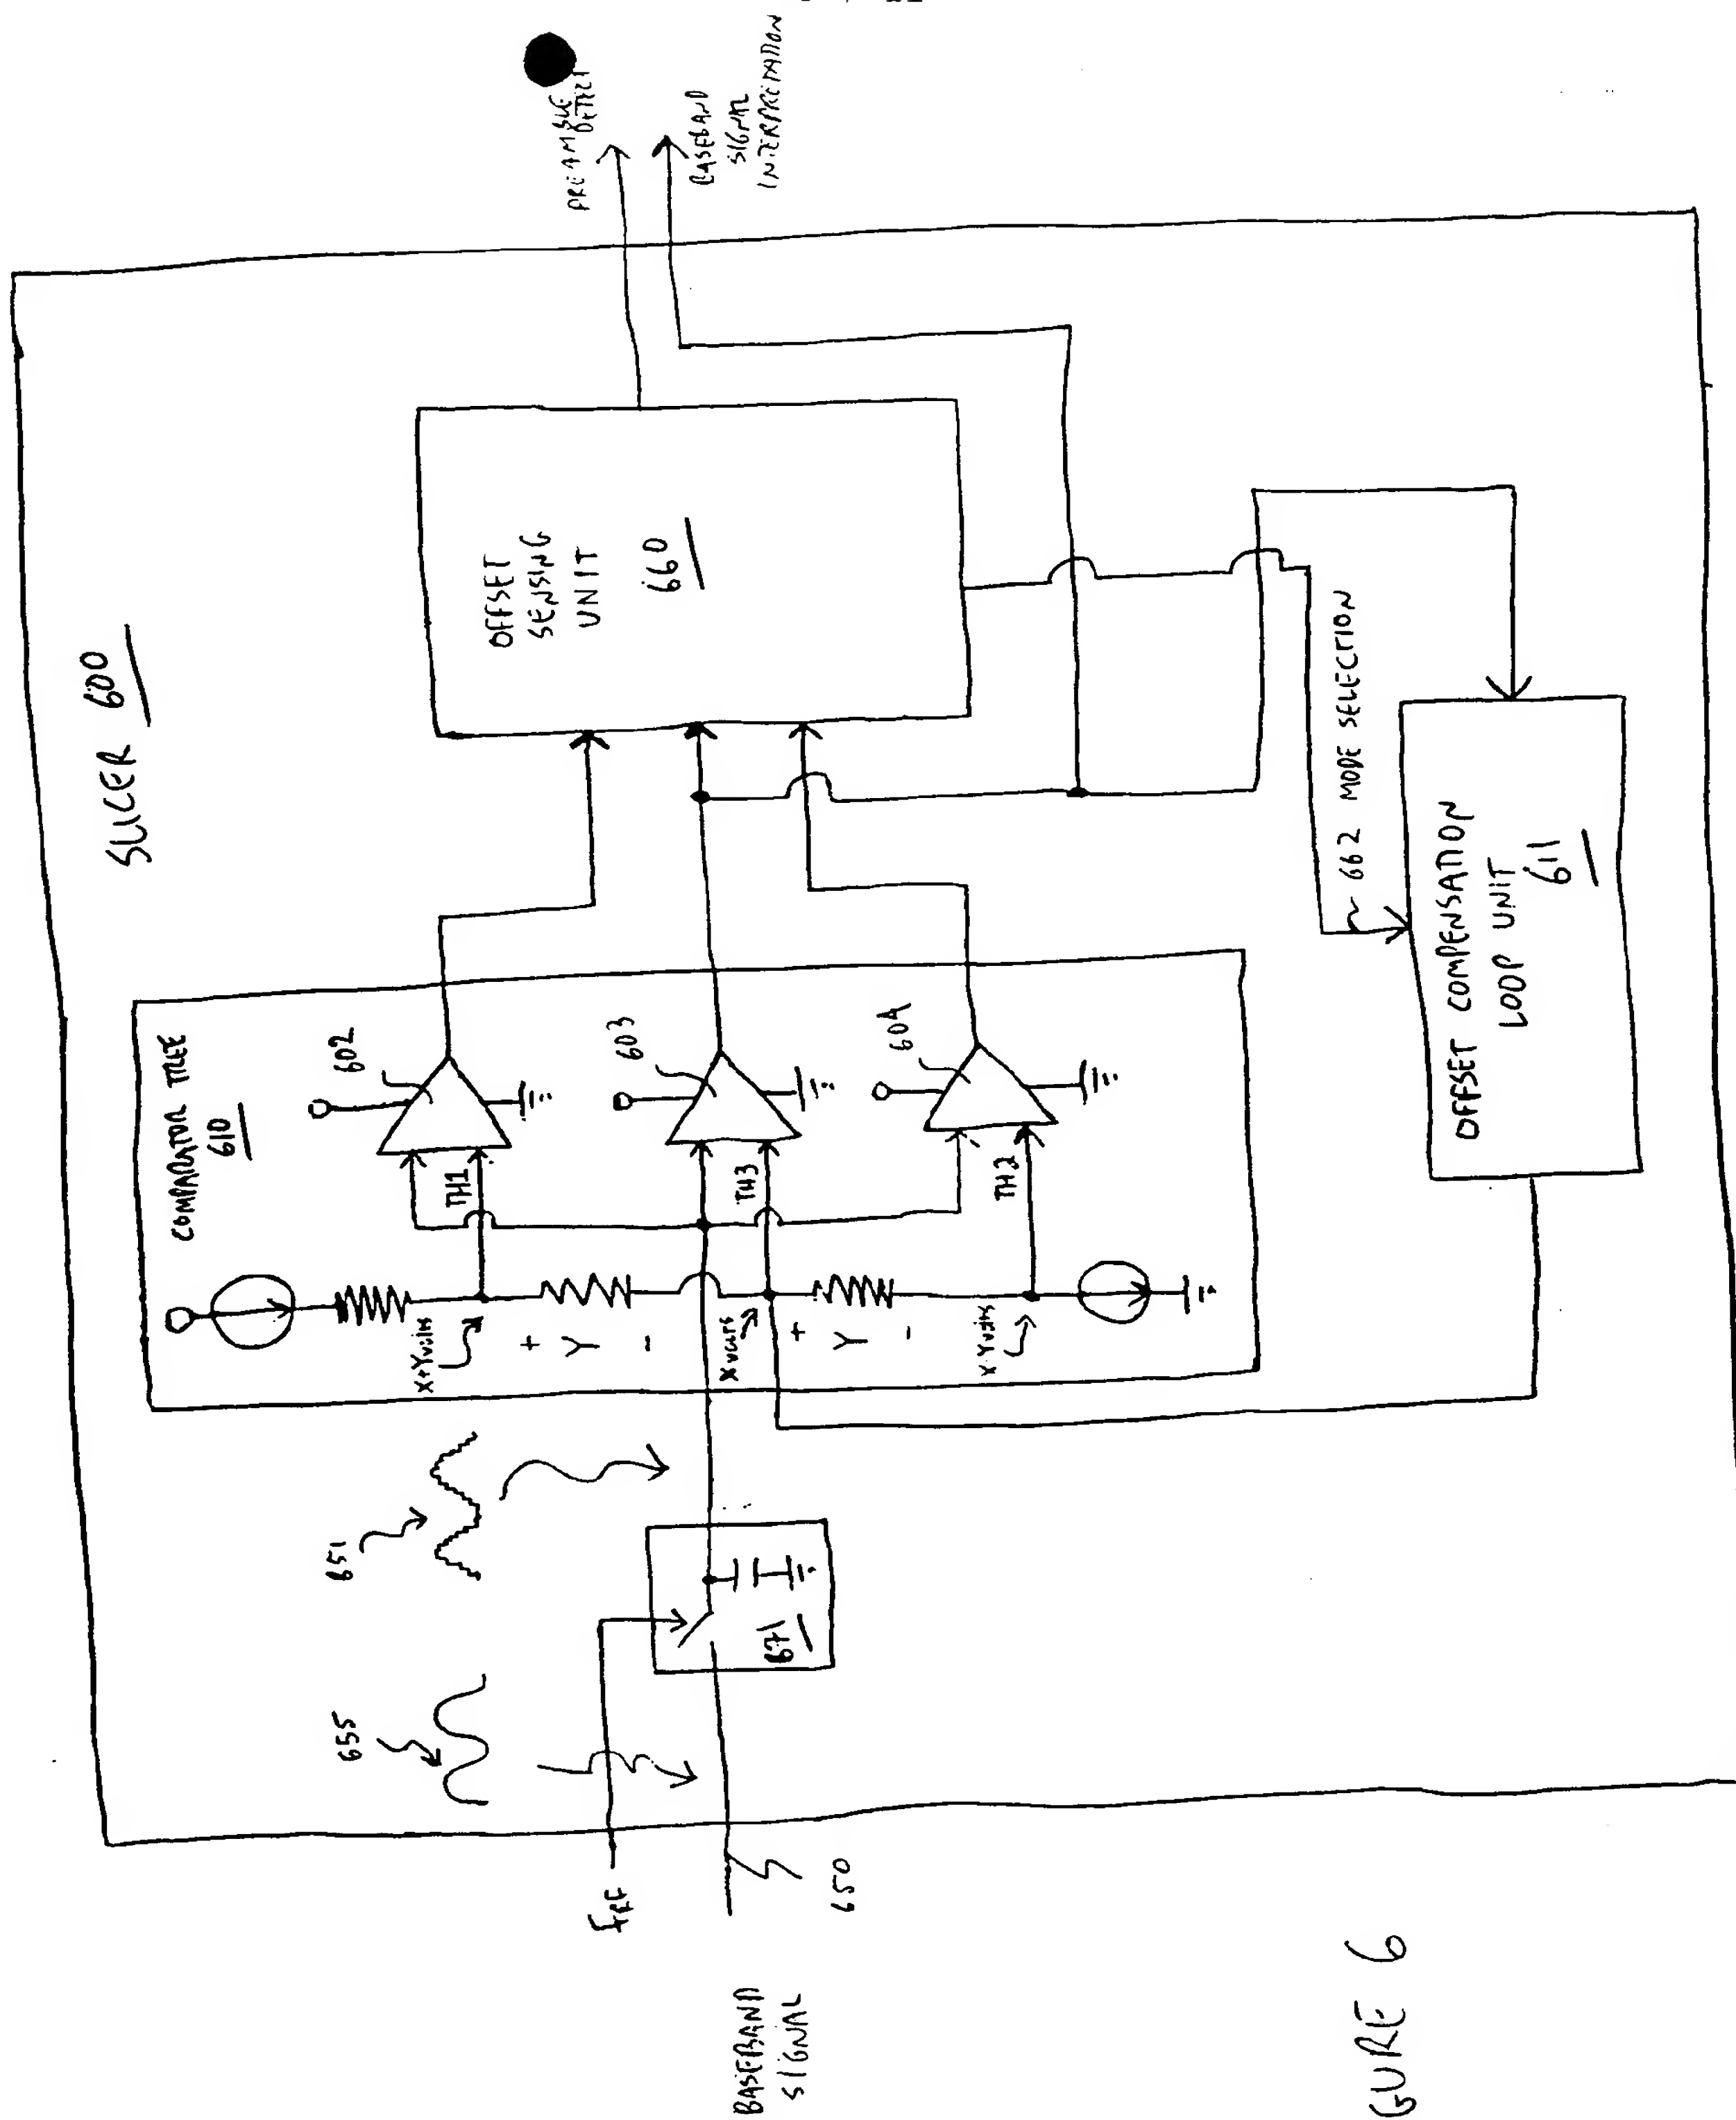 SLICER 600
COMPARATOR TREE
610
602
603
604
TH1
TH3
TH2
X+Y volts
+
Y
-
X volts
+
Y
-
X-Y volts
OFFSET
SENSING
UNIT
660
PREAMBLE
DETECT
BASEBAND
SIGNAL
INTERPRETATION
662 MODE SELECTION
OFFSET COMPENSATION
LOOP UNIT
611
651
655
671
fREF
650
BASEBAND
SIGNAL
GURE 6